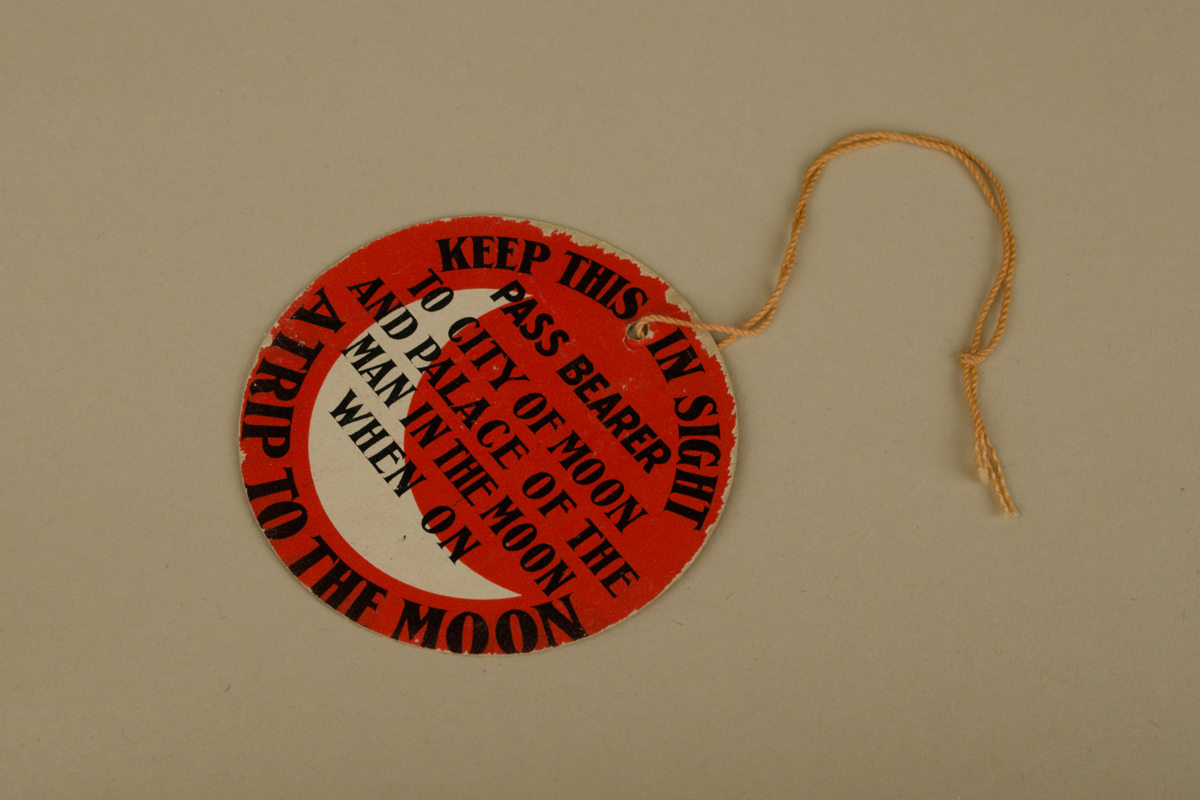 KEEP THIS IN SIGHT
PASS BEARER
TO CITY OF MOON
AND PALACE OF THE
MAN IN THE MOON
WHEN ON
A TRIP TO THE MOON